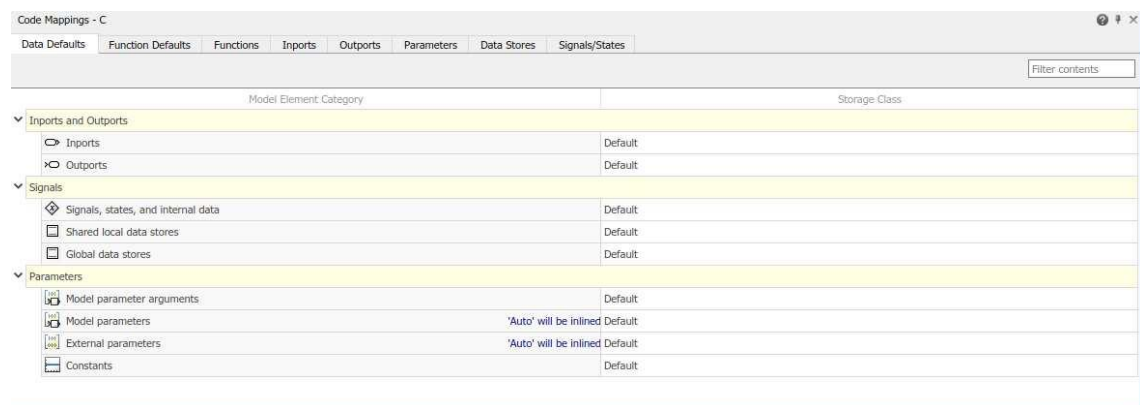 Code Mappings - C
Data Defaults Function Defaults Functions Inports Outports Parameters Data Stores Signals/States
Filter contents
Model Element Category Storage Class
Inports and Outports
Inports Default
Outports Default
Signals
Signals, states, and internal data Default
Shared local data stores Default
Global data stores Default
Parameters
Model parameter arguments Default
Model parameters 'Auto' will be inlined Default
External parameters 'Auto' will be inlined Default
Constants Default